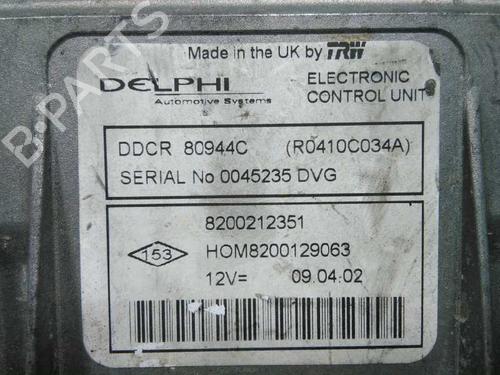 Made in the UK by TRW
DELPHI
Automotive Systems
ELECTRONIC
CONTROL UNIT
DDCR 80944C (R0410C034A)
SERIAL No 0045235 DVG
8200212351
153
HOM8200129063
12V= 09.04.02
B-PARTS